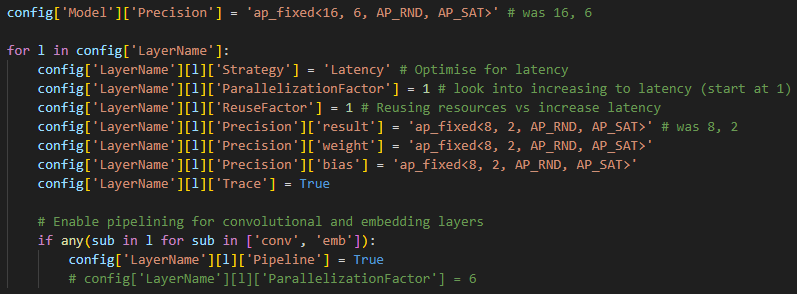 config['Model']['Precision'] = 'ap_fixed<16, 6, AP_RND, AP_SAT>' # was 16, 6

for l in config['LayerName']:
    config['LayerName'][l]['Strategy'] = 'Latency' # Optimise for latency
    config['LayerName'][l]['ParallelizationFactor'] = 1 # look into increasing to latency (start at 1)
    config['LayerName'][l]['ReuseFactor'] = 1 # Reusing resources vs increase latency
    config['LayerName'][l]['Precision']['result'] = 'ap_fixed<8, 2, AP_RND, AP_SAT>' # was 8, 2
    config['LayerName'][l]['Precision']['weight'] = 'ap_fixed<8, 2, AP_RND, AP_SAT>'
    config['LayerName'][l]['Precision']['bias'] = 'ap_fixed<8, 2, AP_RND, AP_SAT>'
    config['LayerName'][l]['Trace'] = True

    # Enable pipelining for convolutional and embedding layers
    if any(sub in l for sub in ['conv', 'emb']):
        config['LayerName'][l]['Pipeline'] = True
        # config['LayerName'][l]['ParallelizationFactor'] = 6